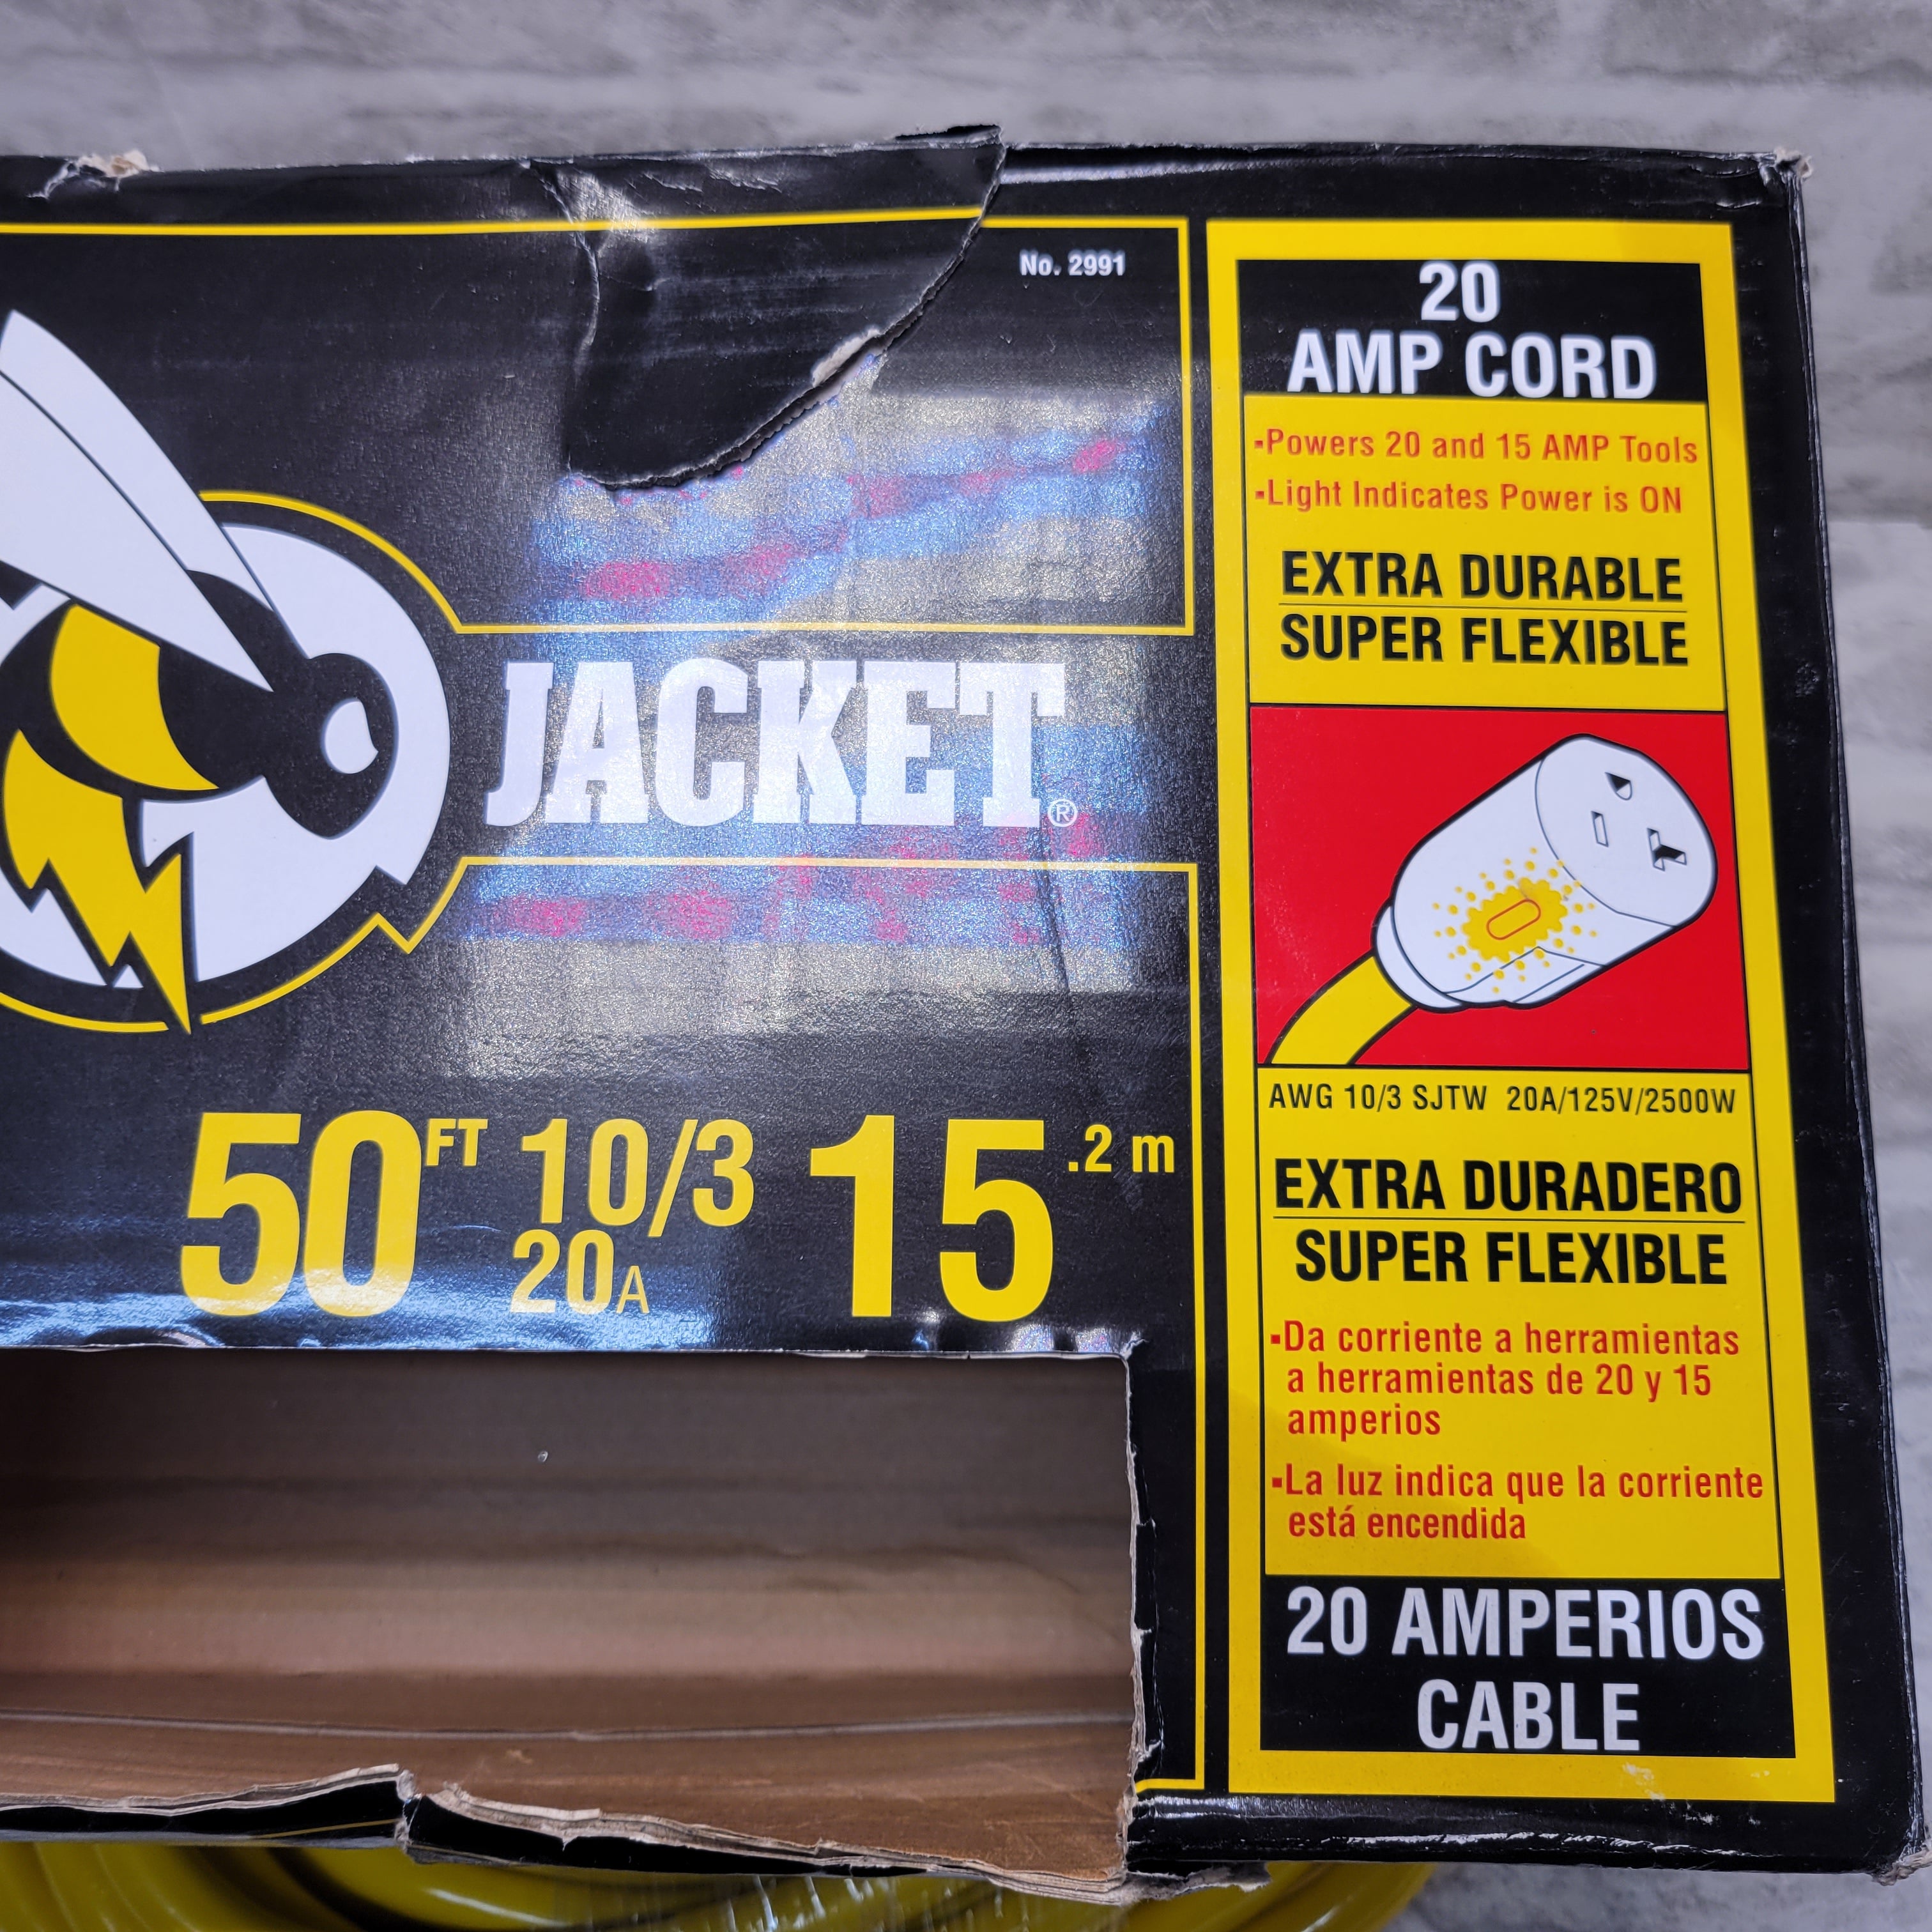 No. 2991
JACKET®
50 FT 10/3 15.2 m
20A
20
AMP CORD
▪Powers 20 and 15 AMP Tools
▪Light Indicates Power is ON
EXTRA DURABLE
SUPER FLEXIBLE
AWG 10/3 SJTW 20A/125V/2500W
EXTRA DURADERO
SUPER FLEXIBLE
▪Da corriente a herramientas
a herramientas de 20 y 15
amperios
▪La luz indica que la corriente
está encendida
20 AMPERIOS
CABLE